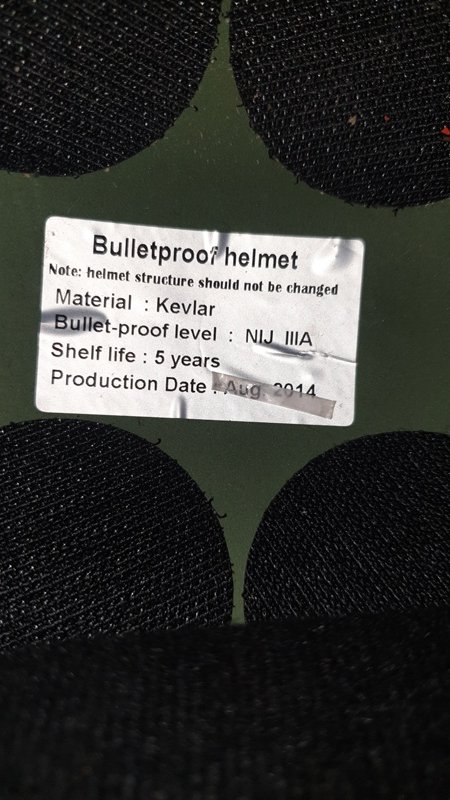 Bulletproof helmet
Note: helmet structure should not be changed
Material : Kevlar
Bullet-proof level : NIJ IIIA
Shelf life : 5 years
Production Date : Aug. 2014